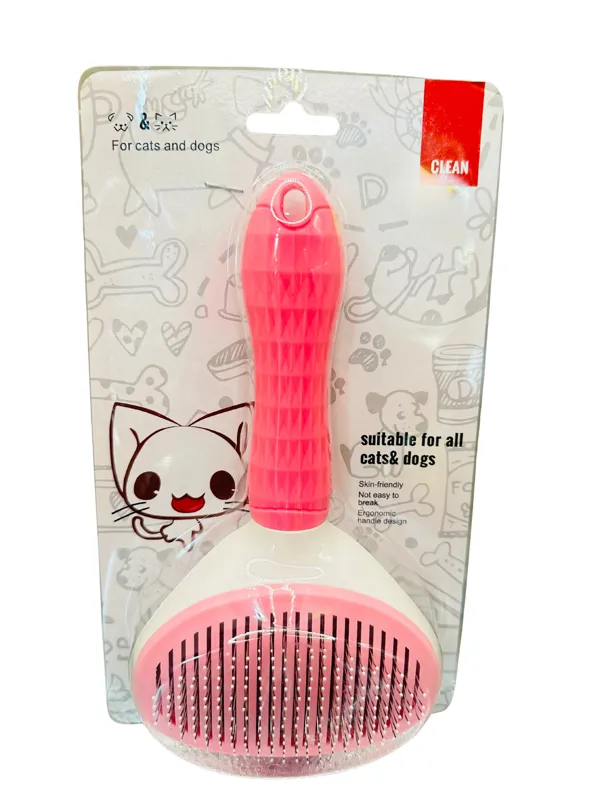 &
For cats and dogs
CLEAN
suitable for all
cats& dogs
Skin-friendly
Not easy to
break
Ergonomic
handle design